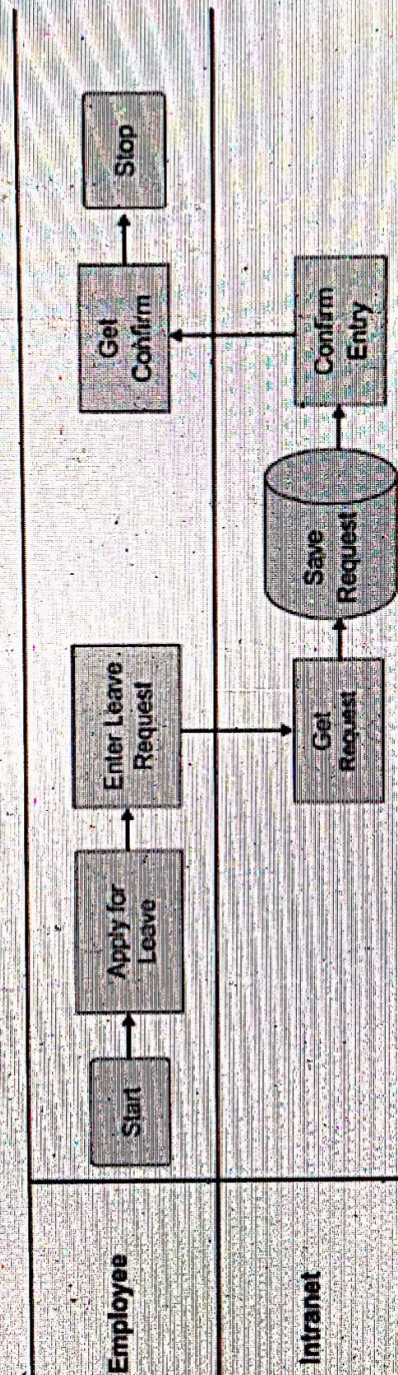 Employee
Start
Apply for
Leave
Enter Leave
Request
Get
Confirm
Stop
Intranet
Get
Request
Save
Request
Confirm
Entry